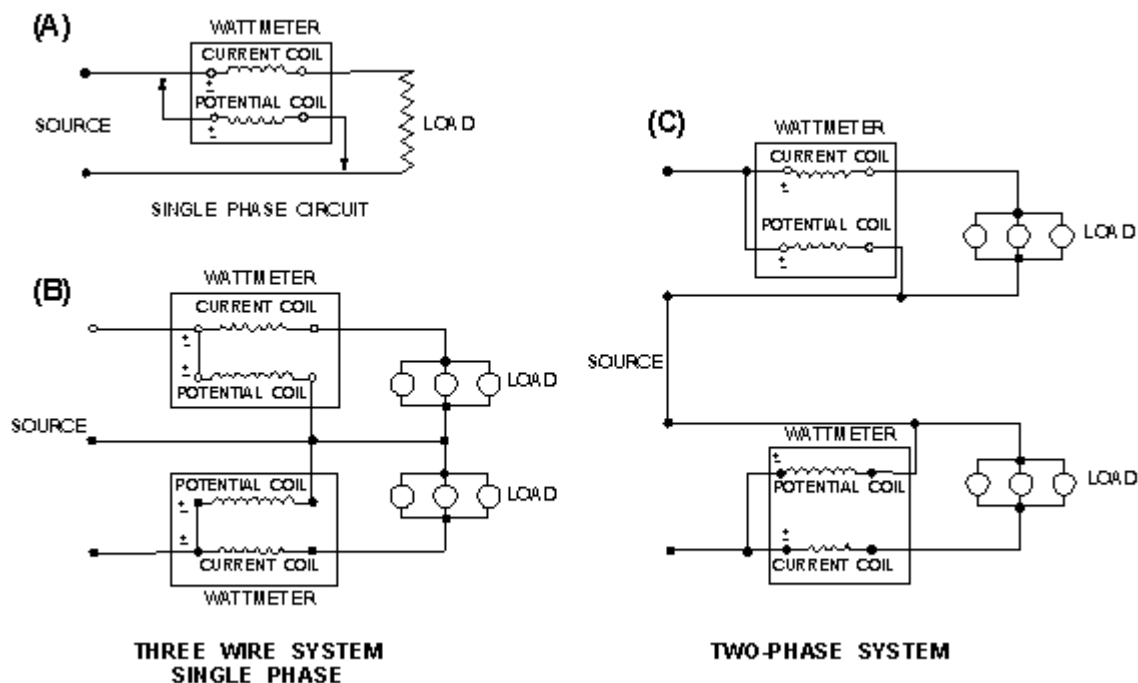 (A)
WATTMETER
CURRENT COIL
±
POTENTIAL COIL
±
SOURCE
LOAD
SINGLE PHASE CIRCUIT
(B)
WATTMETER
CURRENT COIL
±
±
POTENTIAL COIL
LOAD
SOURCE
POTENTIAL COIL
±
±
CURRENT COIL
WATTMETER
LOAD
THREE WIRE SYSTEM
SINGLE PHASE
(C)
WATTMETER
CURRENT COIL
±
POTENTIAL COIL
±
LOAD
SOURCE
WATTMETER
±
POTENTIAL COIL
±
CURRENT COIL
LOAD
TWO-PHASE SYSTEM